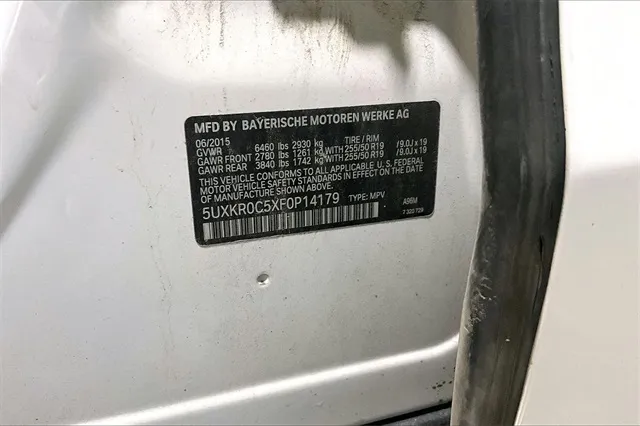 MFD BY BAYERISCHE MOTOREN WERKE AG
06/2015 6460 lbs 2930 kg TIRE / RIM
GVWR
GAWR FRONT 2780 lbs 1261 kg WITH 255/50 R19 /9.0J x 19
GAWR REAR 3840 lbs 1742 kg WITH 255/50 R19 /9.0J x 19
THIS VEHICLE CONFORMS TO ALL APPLICABLE U.S. FEDERAL
MOTOR VEHICLE SAFETY STANDARDS IN EFFECT ON THE DATE
OF MANUFACTURE SHOWN ABOVE.
5UXKR0C5XF0P14179 TYPE: MPV A96M